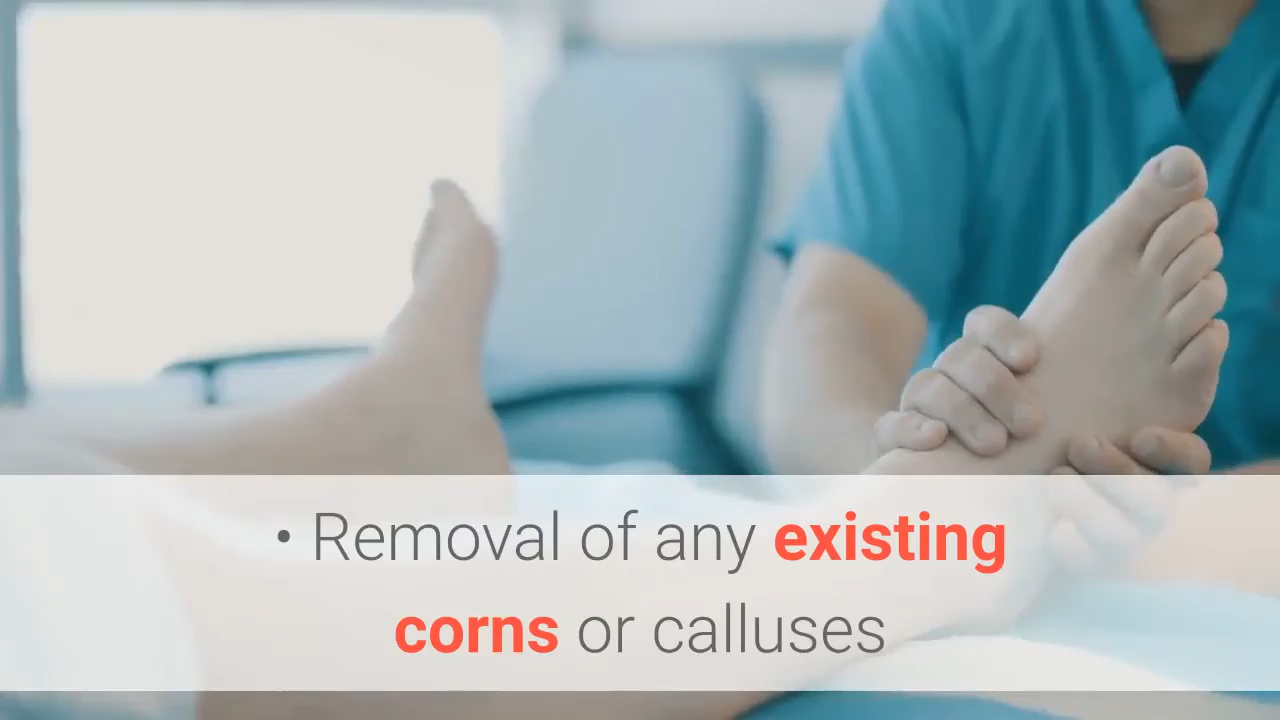 • Removal of any existing
corns or calluses